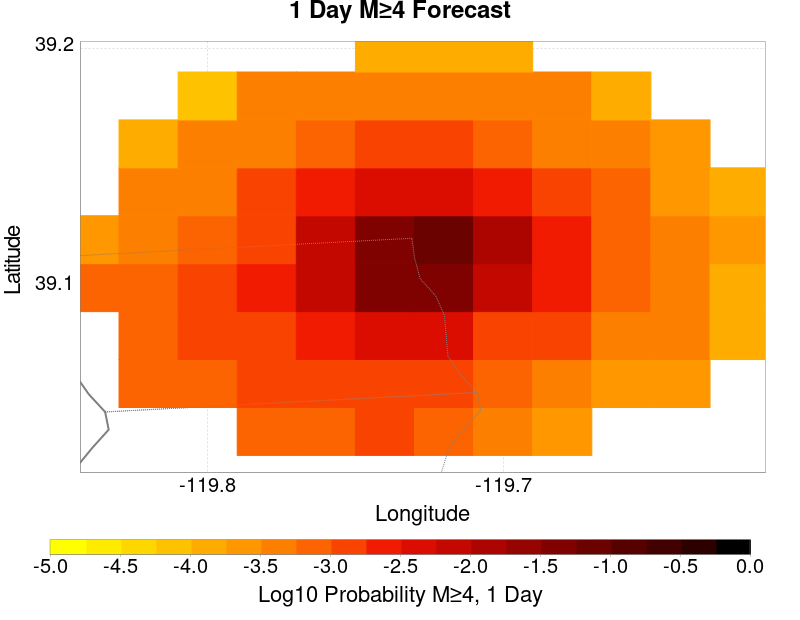 1 Day M≥4 Forecast
39.2
39.1
Latitude
-119.8 -119.7
Longitude
-5.0 -4.5 -4.0 -3.5 -3.0 -2.5 -2.0 -1.5 -1.0 -0.5 0.0
Log10 Probability M≥4, 1 Day